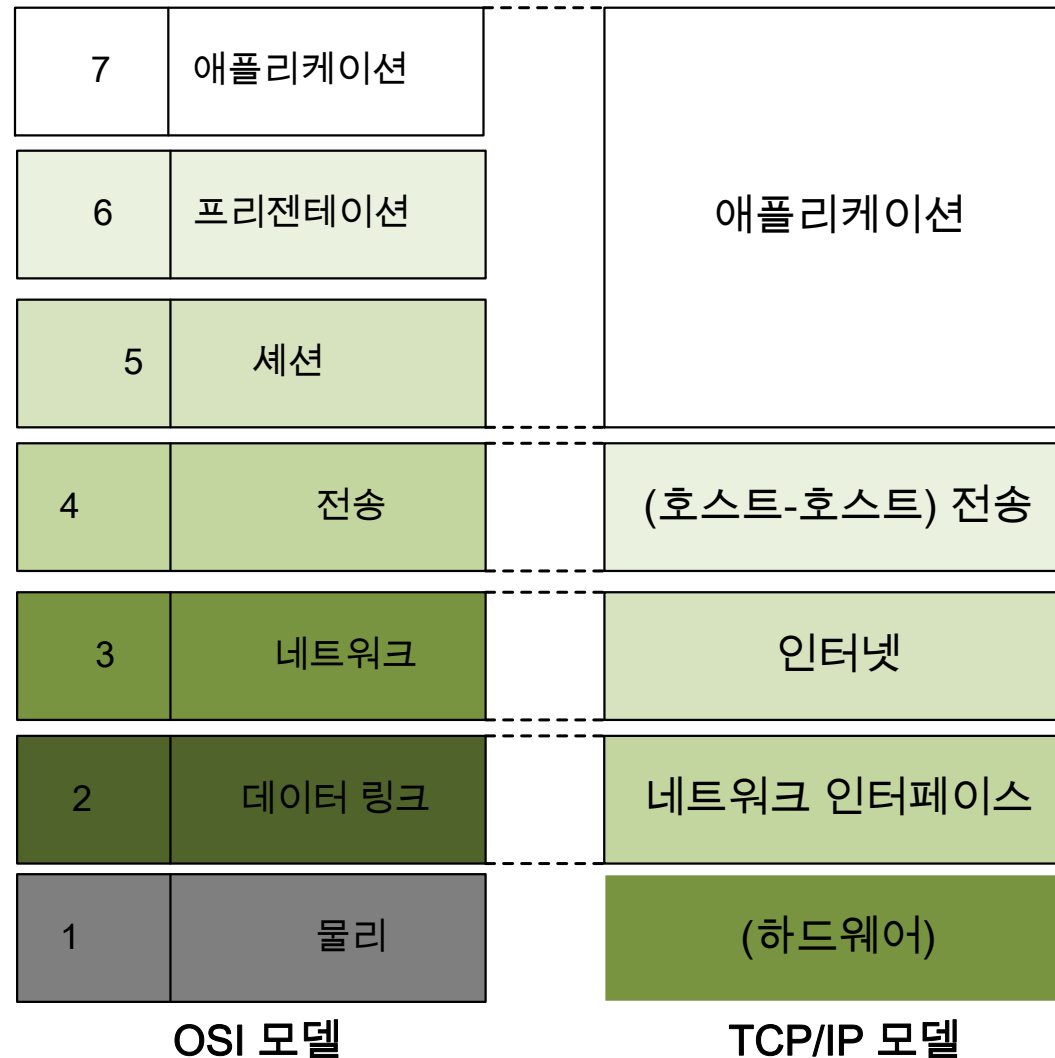 7 애플리케이션
6 프리젠테이션
5 세션
4 전송
3 네트워크
2 데이터 링크
1 물리
OSI 모델
애플리케이션
(호스트-호스트) 전송
인터넷
네트워크 인터페이스
(하드웨어)
TCP/IP 모델